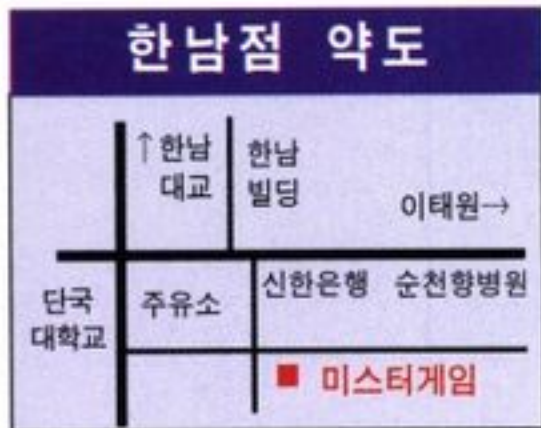 한남점 약도
↑한남
대교
한남
빌딩
이태원→
단국
대학교
주유소
신한은행
순천향병원
■ 미스터게임